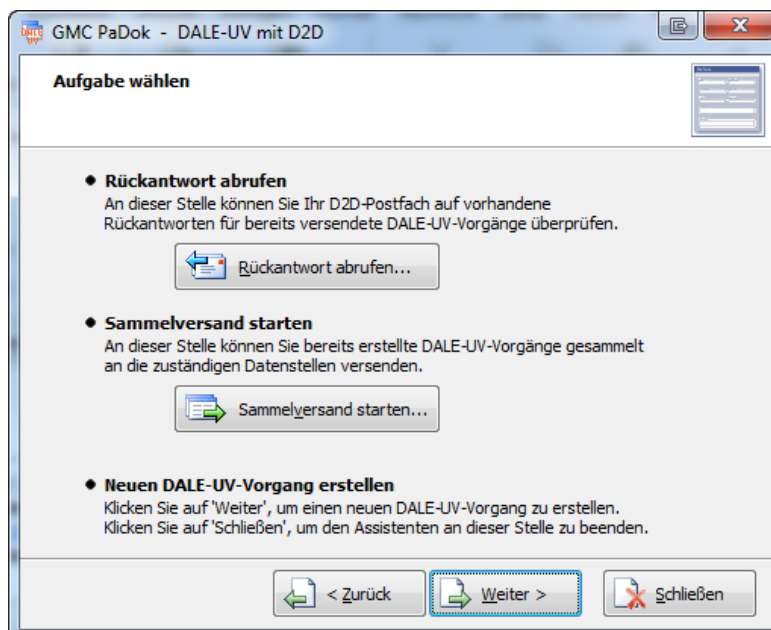 GMC PaDok - DALE-UV mit D2D
Aufgabe wählen
Rückantwort abrufen
An dieser Stelle können Sie Ihr D2D-Postfach auf vorhandene
Rückantworten für bereits versendete DALE-UV-Vorgänge überprüfen.
Rückantwort abrufen...
Sammelversand starten
An dieser Stelle können Sie bereits erstellte DALE-UV-Vorgänge gesammelt
an die zuständigen Datenstellen versenden.
Sammelversand starten...
Neuen DALE-UV-Vorgang erstellen
Klicken Sie auf 'Weiter', um einen neuen DALE-UV-Vorgang zu erstellen.
Klicken Sie auf 'Schließen', um den Assistenten an dieser Stelle zu beenden.
< Zurück
Weiter >
Schließen